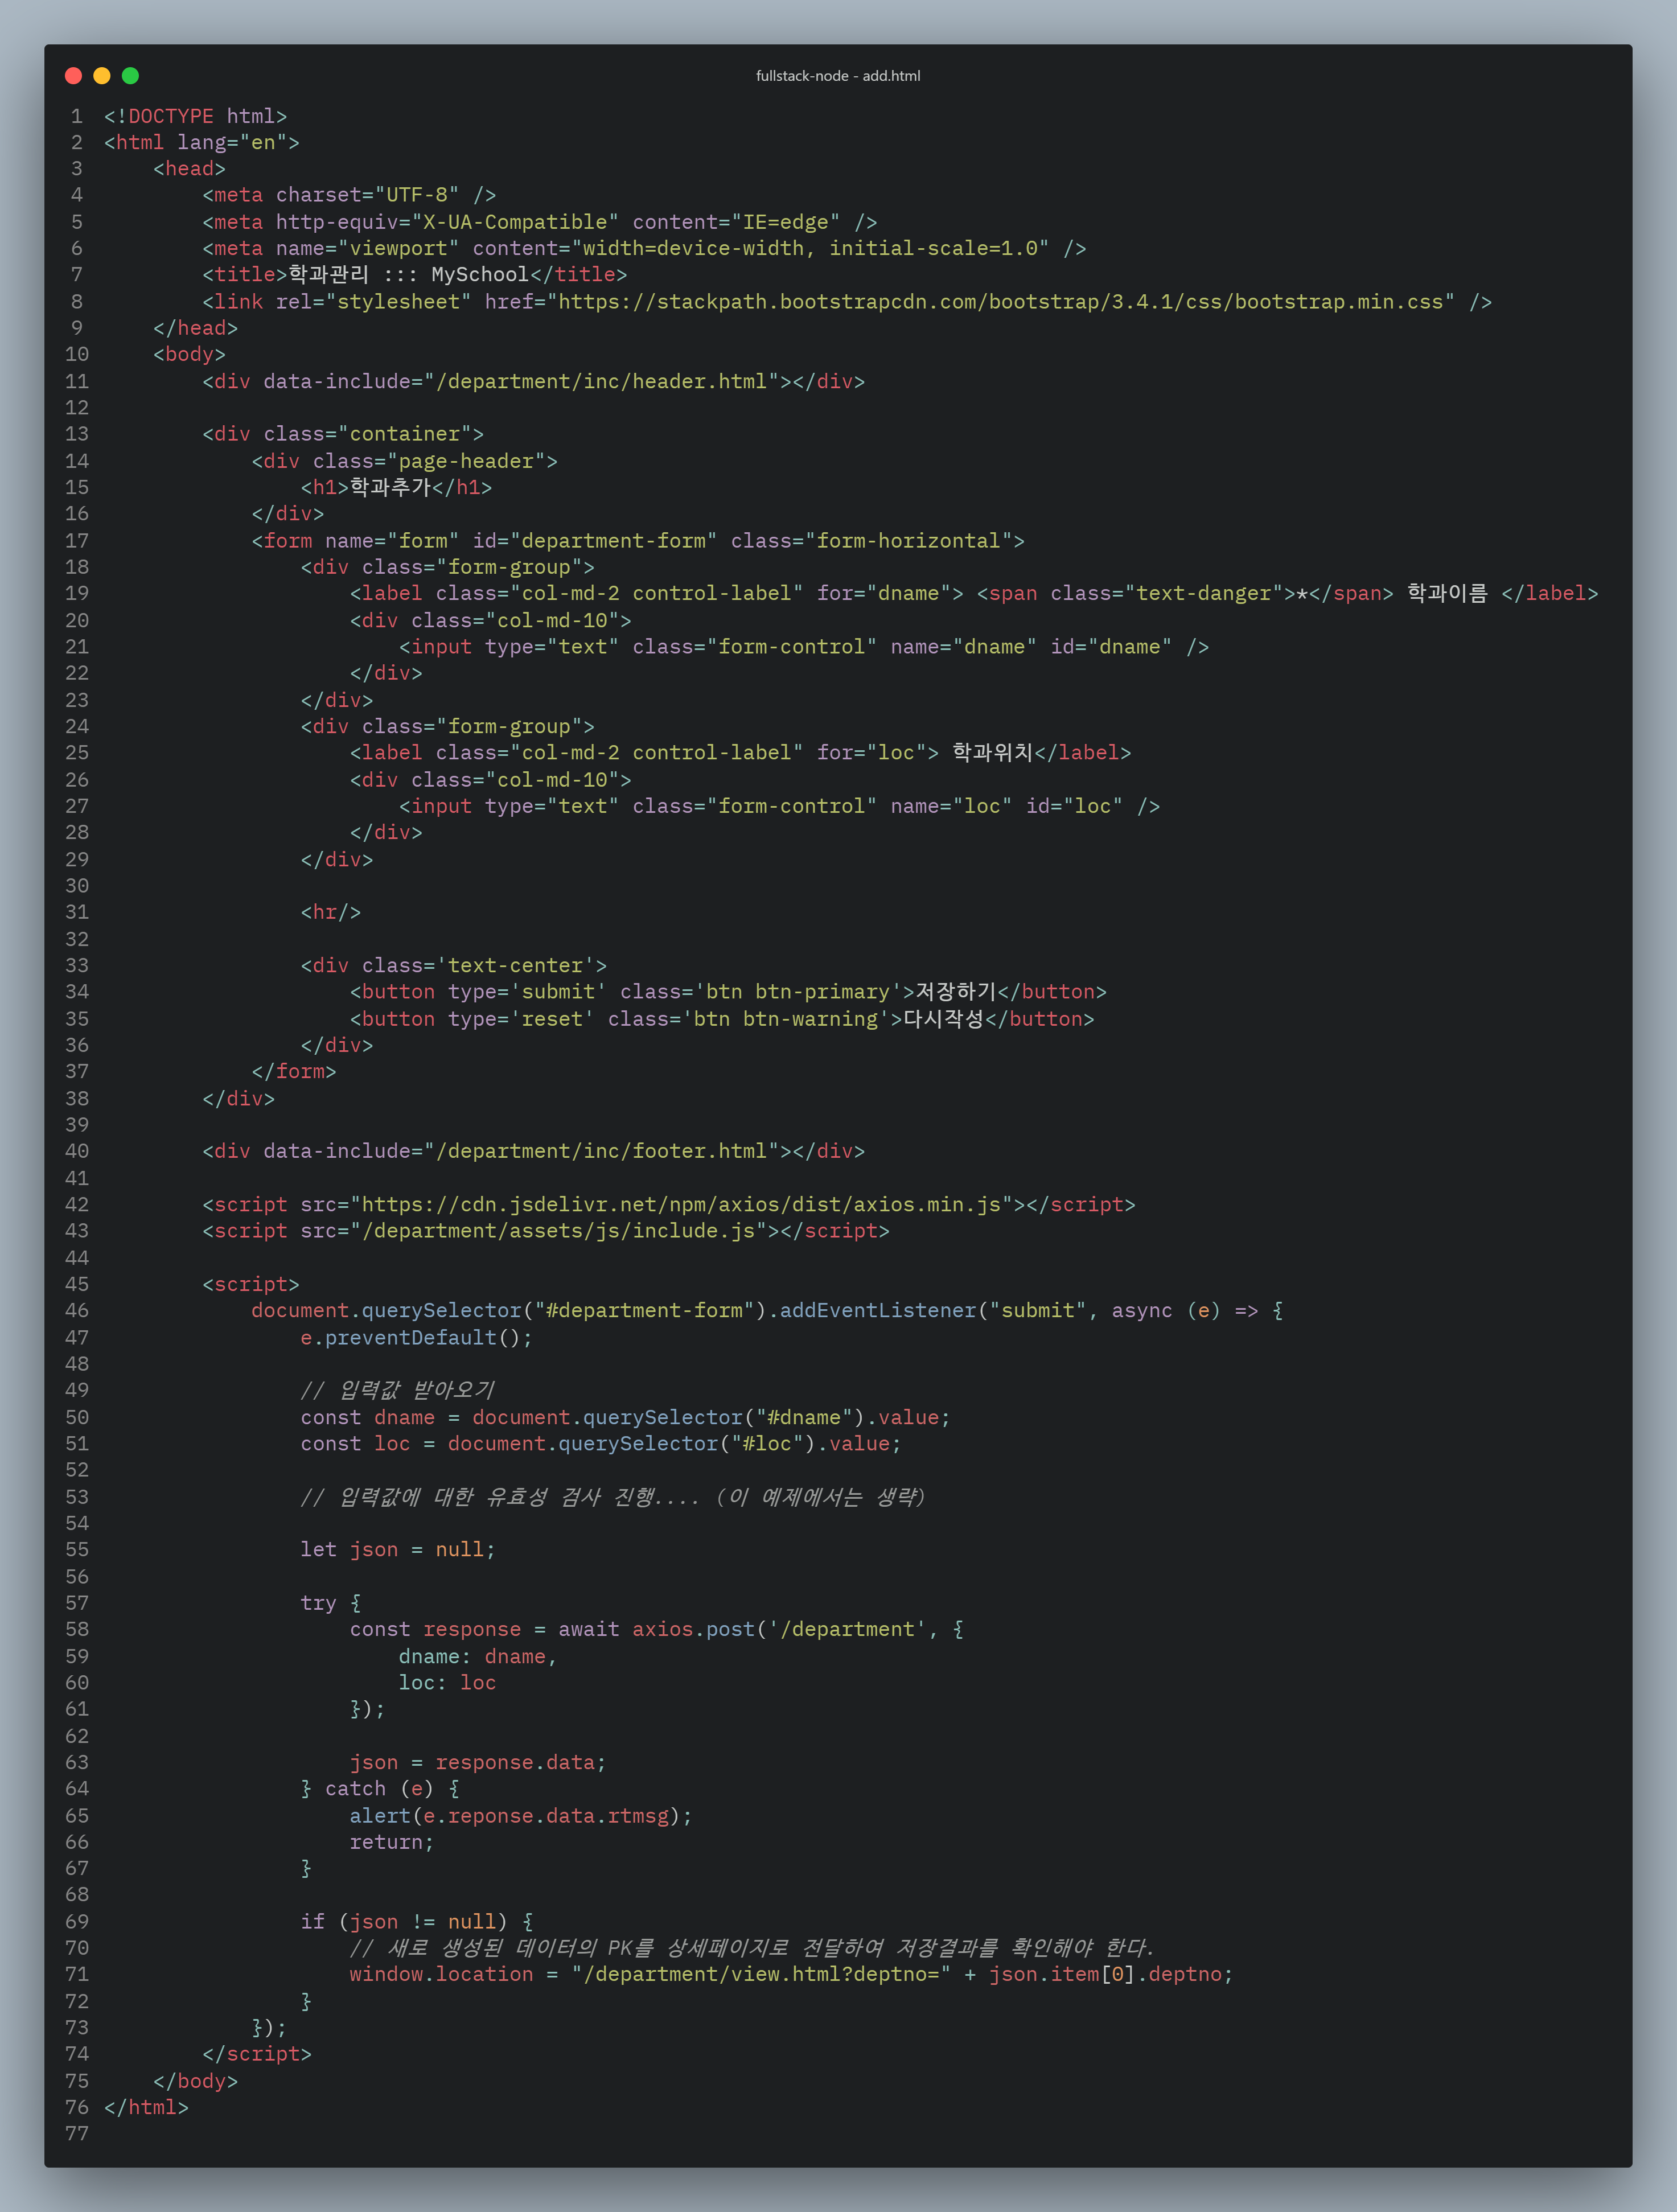 fullstack-node - add.html
1 <!DOCTYPE html>
2 <html lang="en">
3     <head>
4         <meta charset="UTF-8" />
5         <meta http-equiv="X-UA-Compatible" content="IE=edge" />
6         <meta name="viewport" content="width=device-width, initial-scale=1.0" />
7         <title>학과관리 ::: MySchool</title>
8         <link rel="stylesheet" href="https://stackpath.bootstrapcdn.com/bootstrap/3.4.1/css/bootstrap.min.css" />
9     </head>
10     <body>
11         <div data-include="/department/inc/header.html"></div>
12
13         <div class="container">
14             <div class="page-header">
15                 <h1>학과추가</h1>
16             </div>
17             <form name="form" id="department-form" class="form-horizontal">
18                 <div class="form-group">
19                     <label class="col-md-2 control-label" for="dname"> <span class="text-danger">*</span> 학과이름 </label>
20                     <div class="col-md-10">
21                         <input type="text" class="form-control" name="dname" id="dname" />
22                     </div>
23                 </div>
24                 <div class="form-group">
25                     <label class="col-md-2 control-label" for="loc"> 학과위치</label>
26                     <div class="col-md-10">
27                         <input type="text" class="form-control" name="loc" id="loc" />
28                     </div>
29                 </div>
30
31                 <hr/>
32
33                 <div class='text-center'>
34                     <button type='submit' class='btn btn-primary'>저장하기</button>
35                     <button type='reset' class='btn btn-warning'>다시작성</button>
36                 </div>
37             </form>
38         </div>
39
40         <div data-include="/department/inc/footer.html"></div>
41
42         <script src="https://cdn.jsdelivr.net/npm/axios/dist/axios.min.js"></script>
43         <script src="/department/assets/js/include.js"></script>
44
45         <script>
46             document.querySelector("#department-form").addEventListener("submit", async (e) => {
47                 e.preventDefault();
48
49                 // 입력값 받아오기
50                 const dname = document.querySelector("#dname").value;
51                 const loc = document.querySelector("#loc").value;
52
53                 // 입력값에 대한 유효성 검사 진행.... (이 예제에서는 생략)
54
55                 let json = null;
56
57                 try {
58                     const response = await axios.post('/department', {
59                         dname: dname,
60                         loc: loc
61                     });
62
63                     json = response.data;
64                 } catch (e) {
65                     alert(e.reponse.data.rtmsg);
66                     return;
67                 }
68
69                 if (json != null) {
70                     // 새로 생성된 데이터의 PK를 상세페이지로 전달하여 저장결과를 확인해야 한다.
71                     window.location = "/department/view.html?deptno=" + json.item[0].deptno;
72                 }
73             });
74         </script>
75     </body>
76 </html>
77